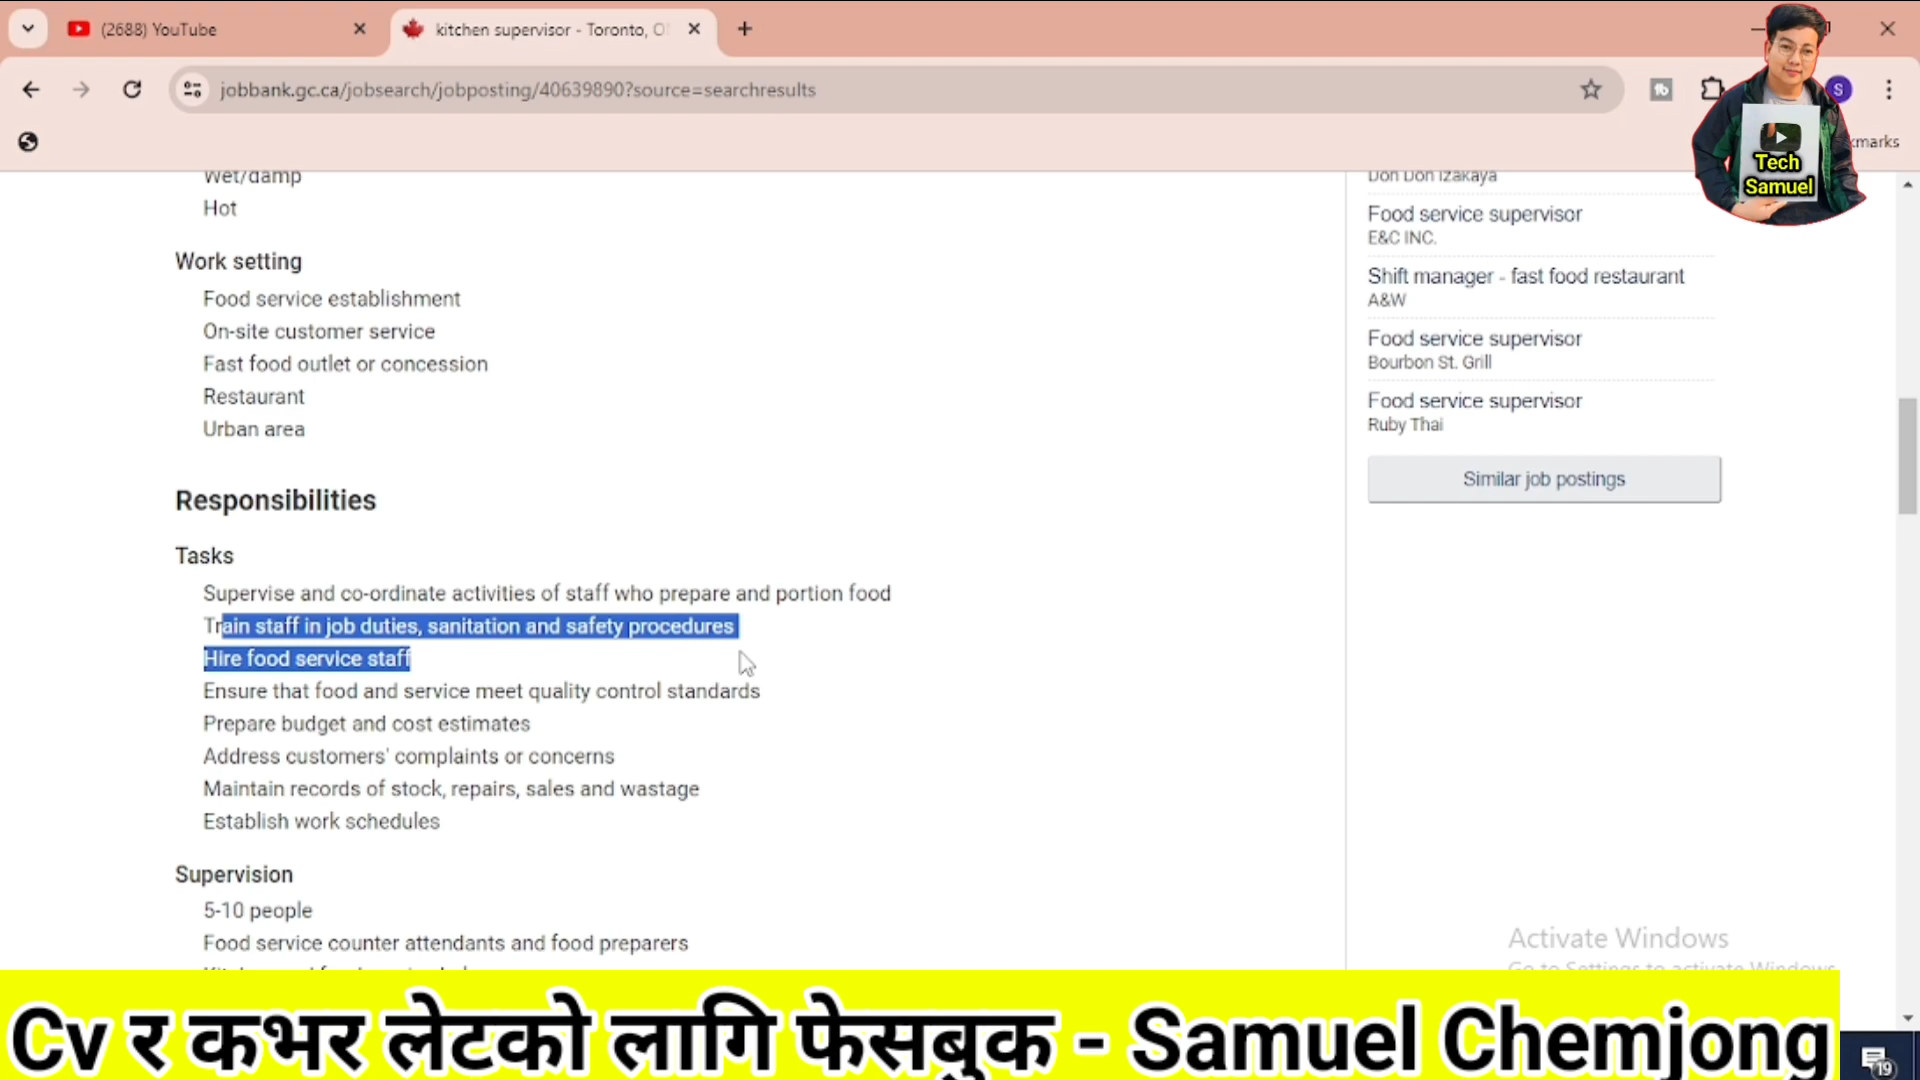 (2688) YouTube
kitchen supervisor - Toronto, O
jobbank.gc.ca/jobsearch/jobposting/40639890?source=searchresults
S
Tech
Samuel
Wet/damp
Hot
Work setting
Food service establishment
On-site customer service
Fast food outlet or concession
Restaurant
Urban area
Responsibilities
Tasks
Supervise and co-ordinate activities of staff who prepare and portion food
Train staff in job duties, sanitation and safety procedures
Hire food service staff
Ensure that food and service meet quality control standards
Prepare budget and cost estimates
Address customers' complaints or concerns
Maintain records of stock, repairs, sales and wastage
Establish work schedules
Supervision
5-10 people
Food service counter attendants and food preparers
Don Don Izakaya
Food service supervisor
E&C INC.
Shift manager - fast food restaurant
A&W
Food service supervisor
Bourbon St. Grill
Food service supervisor
Ruby Thai
Similar job postings
Activate Windows
Go to Settings to activate Windows.
Cv र कभर लेटको लागि फेसबुक - Samuel Chemjong
19